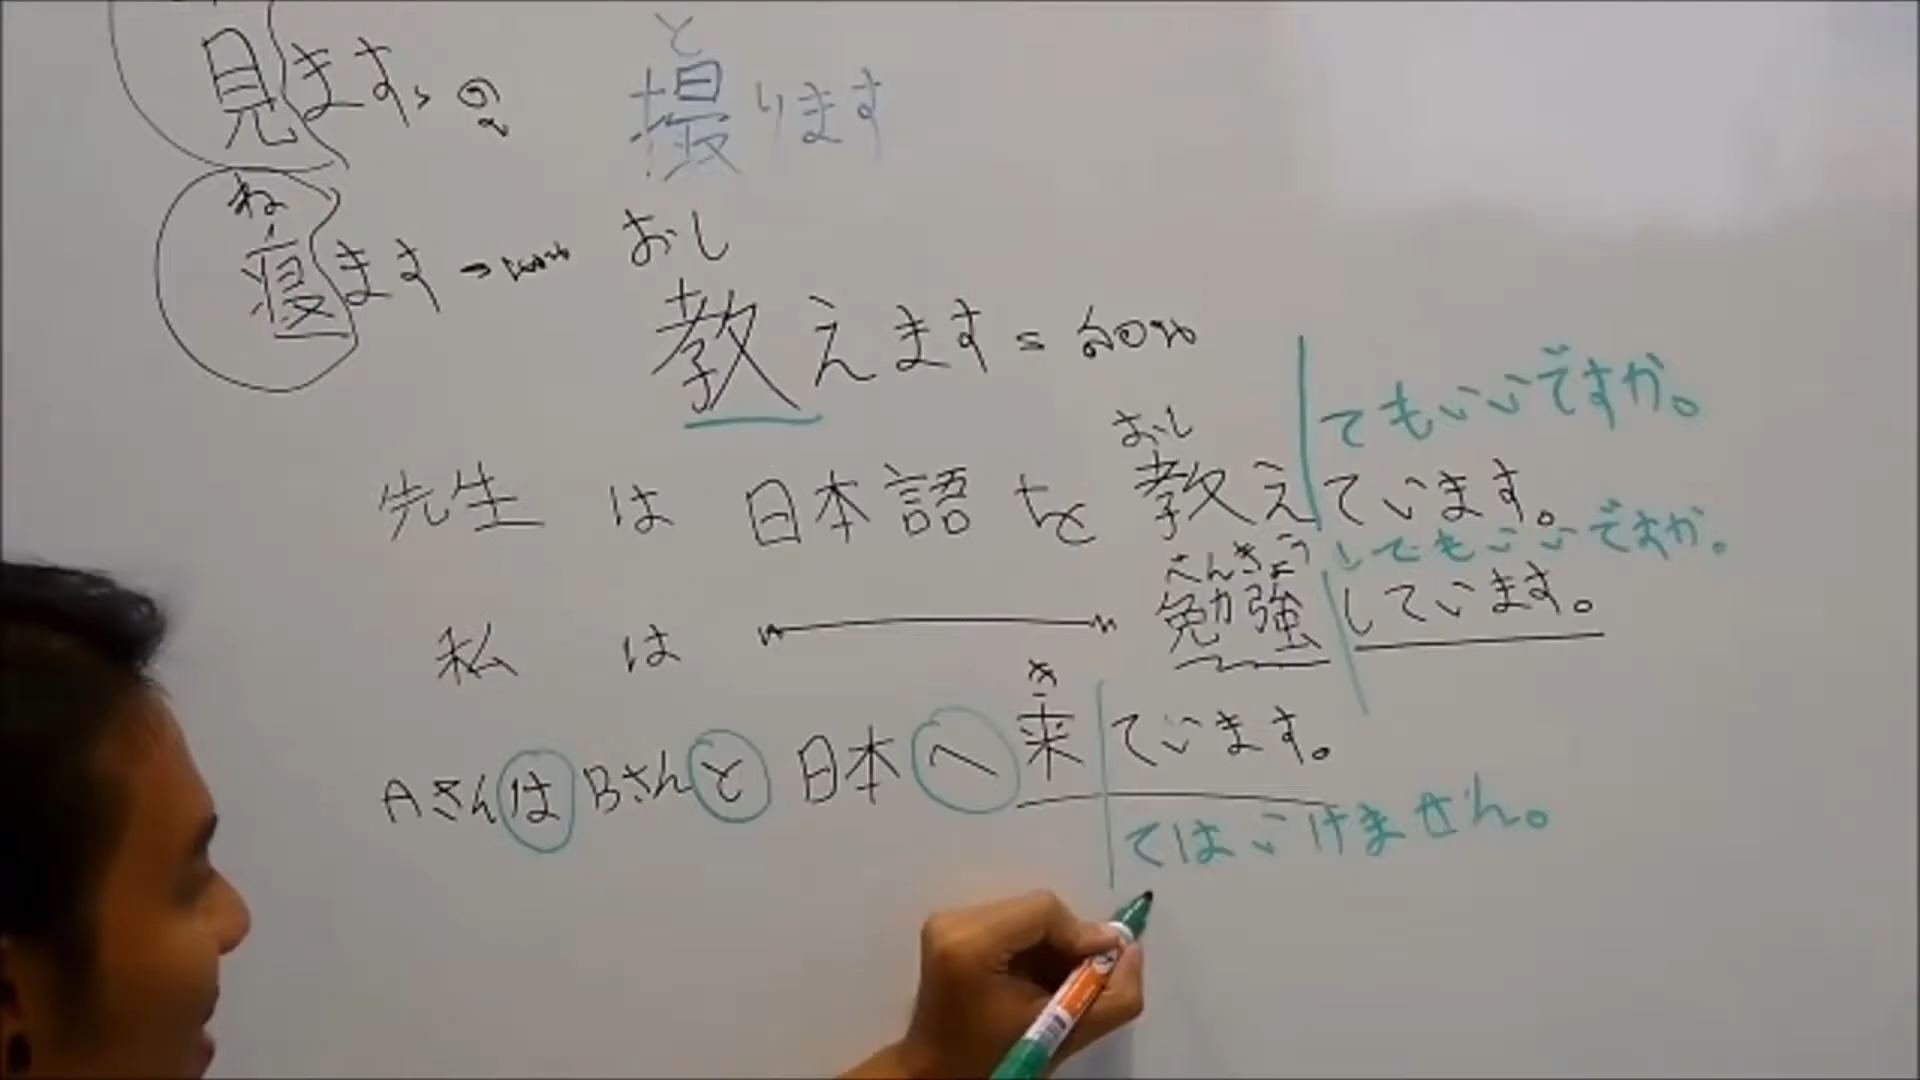 見ます、
と
撮ります
ね
寝ます →
おし
教えます =
てもいいですか。
おし
先生 は 日本語 を 教えています。
してもいいですか。
べんきょう
私 は 勉強しています。
き
Aさんは Bさんと 日本 へ 来ています。
てはいけません。